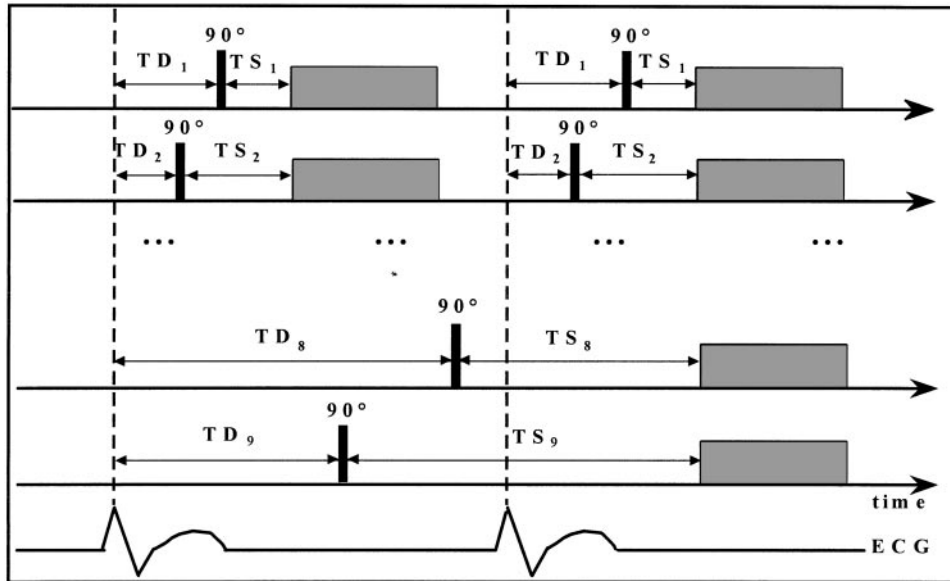 90° 90°
TD₁ TS₁ TD₁ TS₁
90° 90°
TD₂ TS₂ TD₂ TS₂
... ... ... ...
90°
TD₈ TS₈
90°
TD₉ TS₉
time
ECG